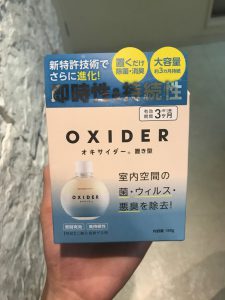 新特許技術で
さらに進化!
置くだけ
除菌・消臭
大容量
約3ヵ月持続
即時性&持続性
有効
期間
3ヶ月
OXIDER
オキサイダー® 置き型
OXIDER
室内空間の
菌・ウィルス・
悪臭を除去!